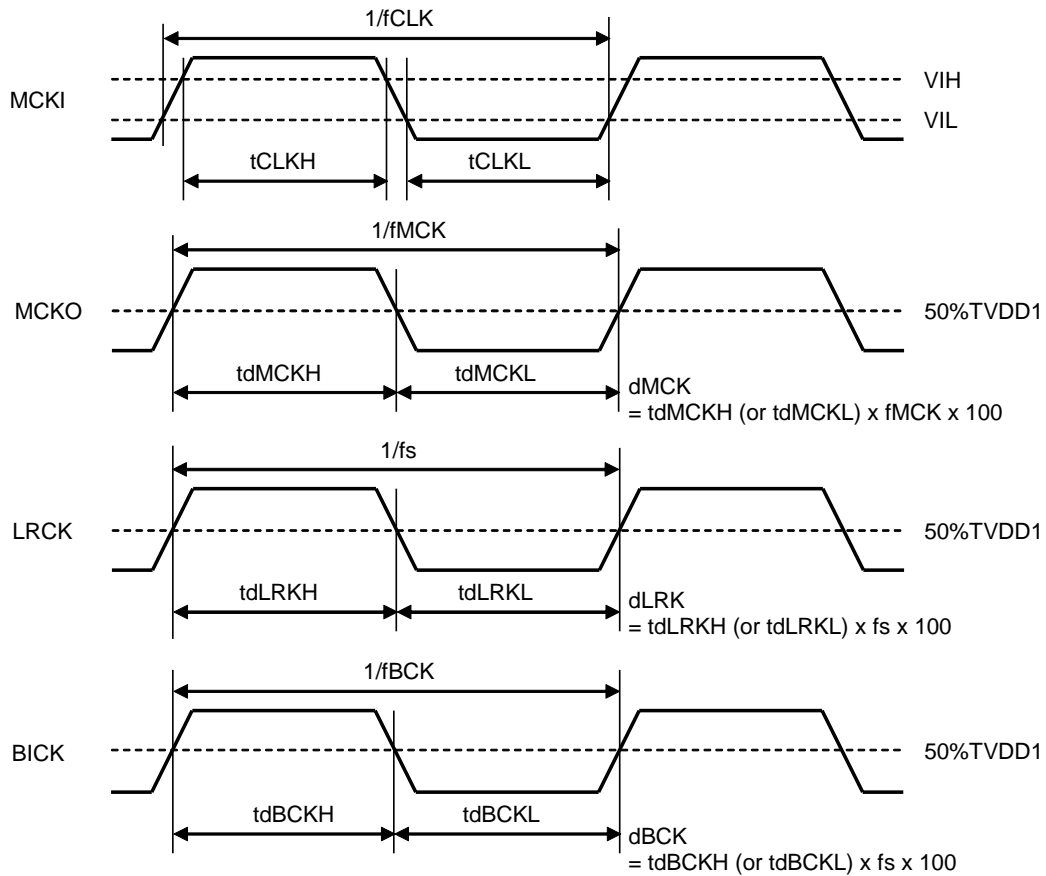 1/fCLK
MCKI
VIH
VIL
tCLKH
tCLKL
1/fMCK
MCKO
50%TVDD1
tdMCKH
tdMCKL
dMCK
= tdMCKH (or tdMCKL) x fMCK x 100
1/fs
LRCK
50%TVDD1
tdLRKH
tdLRKL
dLRK
= tdLRKH (or tdLRKL) x fs x 100
1/fBCK
BICK
50%TVDD1
tdBCKH
tdBCKL
dBCK
= tdBCKH (or tdBCKL) x fs x 100